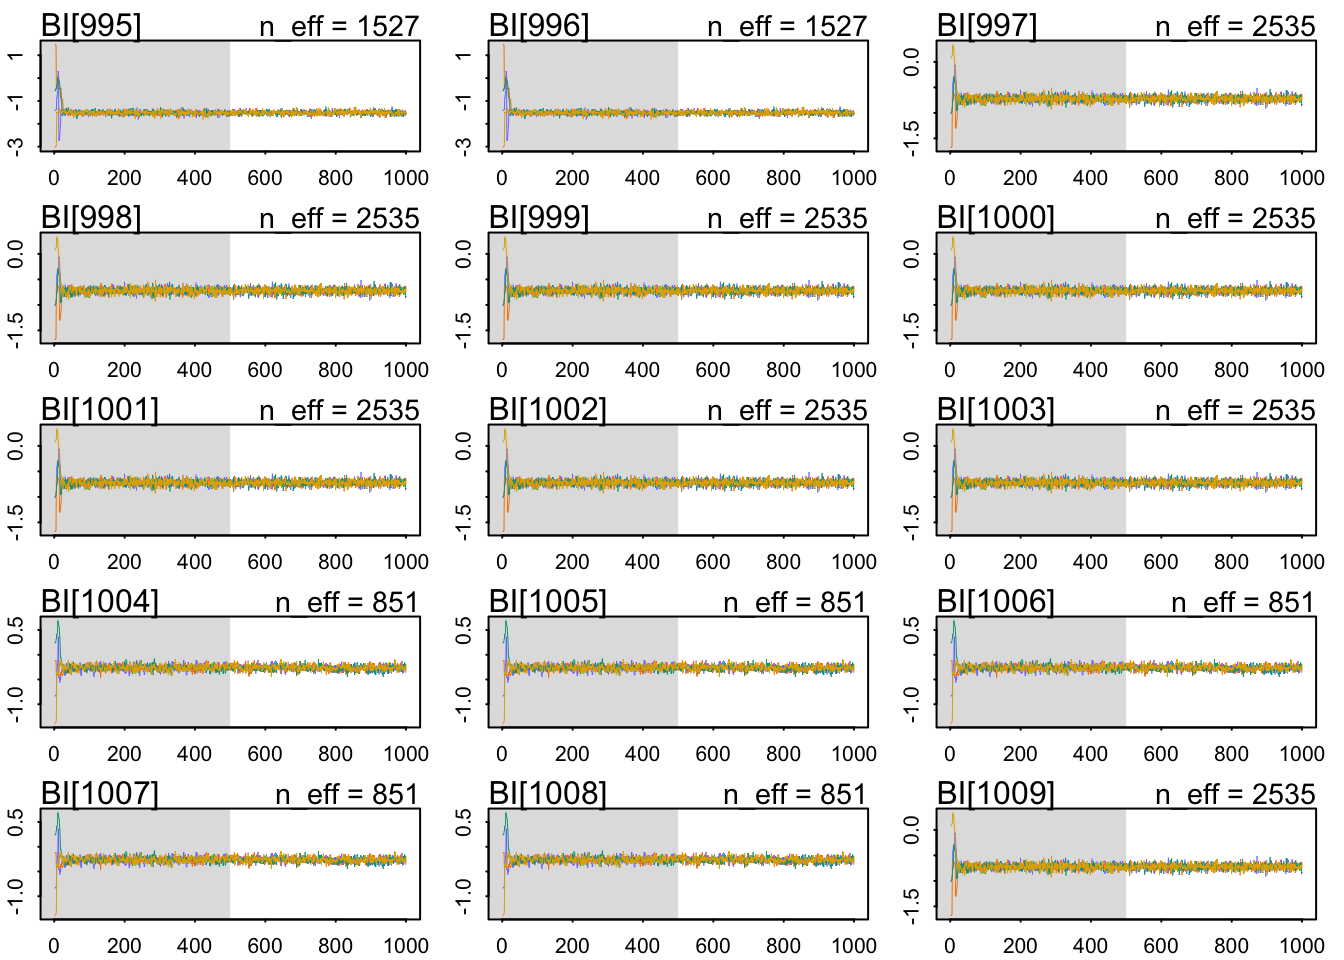 BI[995] n_eff = 1527 BI[996] n_eff = 1527 BI[997] n_eff = 2535
1 -1 -3 1 -1 -3 0.0 -1.5
0 200 400 600 800 1000 0 200 400 600 800 1000 0 200 400 600 800 1000
BI[998] n_eff = 2535 BI[999] n_eff = 2535 BI[1000] n_eff = 2535
0.0 -1.5 0.0 -1.5 0.0 -1.5
0 200 400 600 800 1000 0 200 400 600 800 1000 0 200 400 600 800 1000
BI[1001] n_eff = 2535 BI[1002] n_eff = 2535 BI[1003] n_eff = 2535
0.0 -1.5 0.0 -1.5 0.0 -1.5
0 200 400 600 800 1000 0 200 400 600 800 1000 0 200 400 600 800 1000
BI[1004] n_eff = 851 BI[1005] n_eff = 851 BI[1006] n_eff = 851
0.5 -1.0 0.5 -1.0 0.5 -1.0
0 200 400 600 800 1000 0 200 400 600 800 1000 0 200 400 600 800 1000
BI[1007] n_eff = 851 BI[1008] n_eff = 851 BI[1009] n_eff = 2535
0.5 -1.0 0.5 -1.0 0.0 -1.5
0 200 400 600 800 1000 0 200 400 600 800 1000 0 200 400 600 800 1000